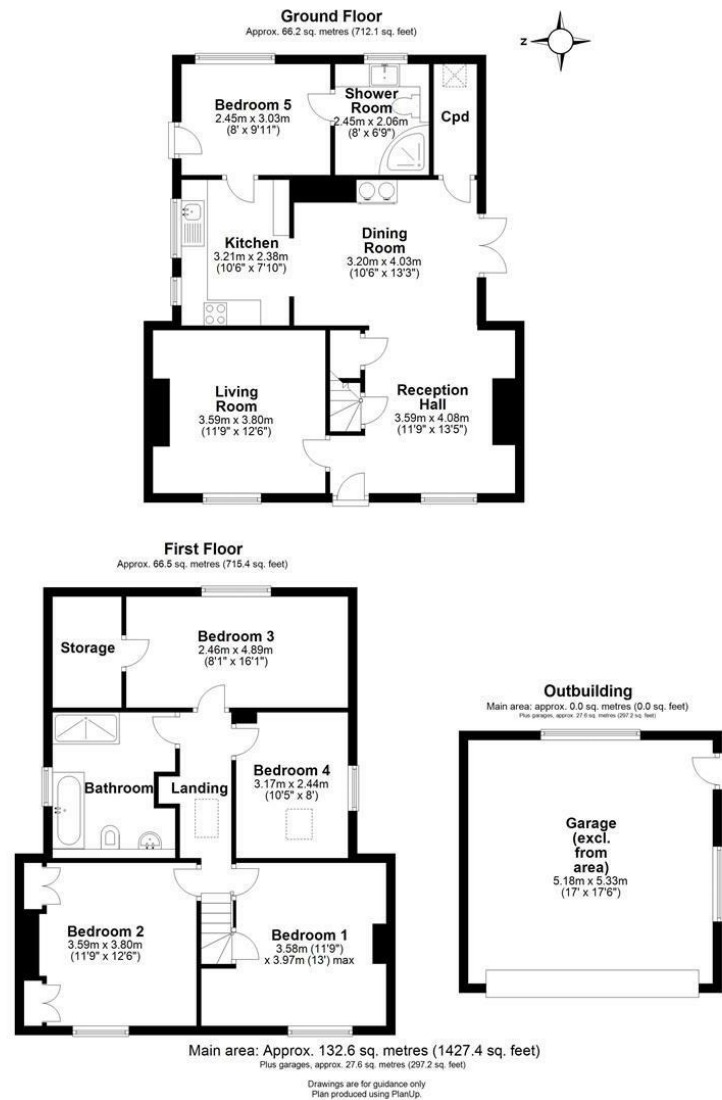 Ground Floor
Approx. 66.2 sq. metres (712.1 sq. feet)
Z
Bedroom 5
2.45m x 3.03m
(8' x 9'11")
Shower
Room
2.45m x 2.06m
(8' x 6'9")
Cpd
Kitchen
3.21m x 2.38m
(10'6" x 7'10")
Dining
Room
3.20m x 4.03m
(10'6" x 13'3")
Living
Room
3.59m x 3.80m
(11'9" x 12'6")
Reception
Hall
3.59m x 4.08m
(11'9" x 13'5")
First Floor
Approx. 66.5 sq. metres (715.4 sq. feet)
Storage
Bedroom 3
2.46m x 4.89m
(8'1" x 16'1")
Bathroom
Landing
Bedroom 4
3.17m x 2.44m
(10'5" x 8')
Bedroom 2
3.59m x 3.80m
(11'9" x 12'6")
Bedroom 1
3.58m (11'9")
x 3.97m (13') max
Outbuilding
Main area: approx. 0.0 sq. metres (0.0 sq. feet)
Plus garages, approx. 27.6 sq. metres (297.2 sq. feet)
Garage
(excl.
from
area)
5.18m x 5.33m
(17' x 17'6")
Main area: Approx. 132.6 sq. metres (1427.4 sq. feet)
Plus garages, approx. 27.6 sq. metres (297.2 sq. feet)
Drawings are for guidance only
Plan produced using PlanUp.